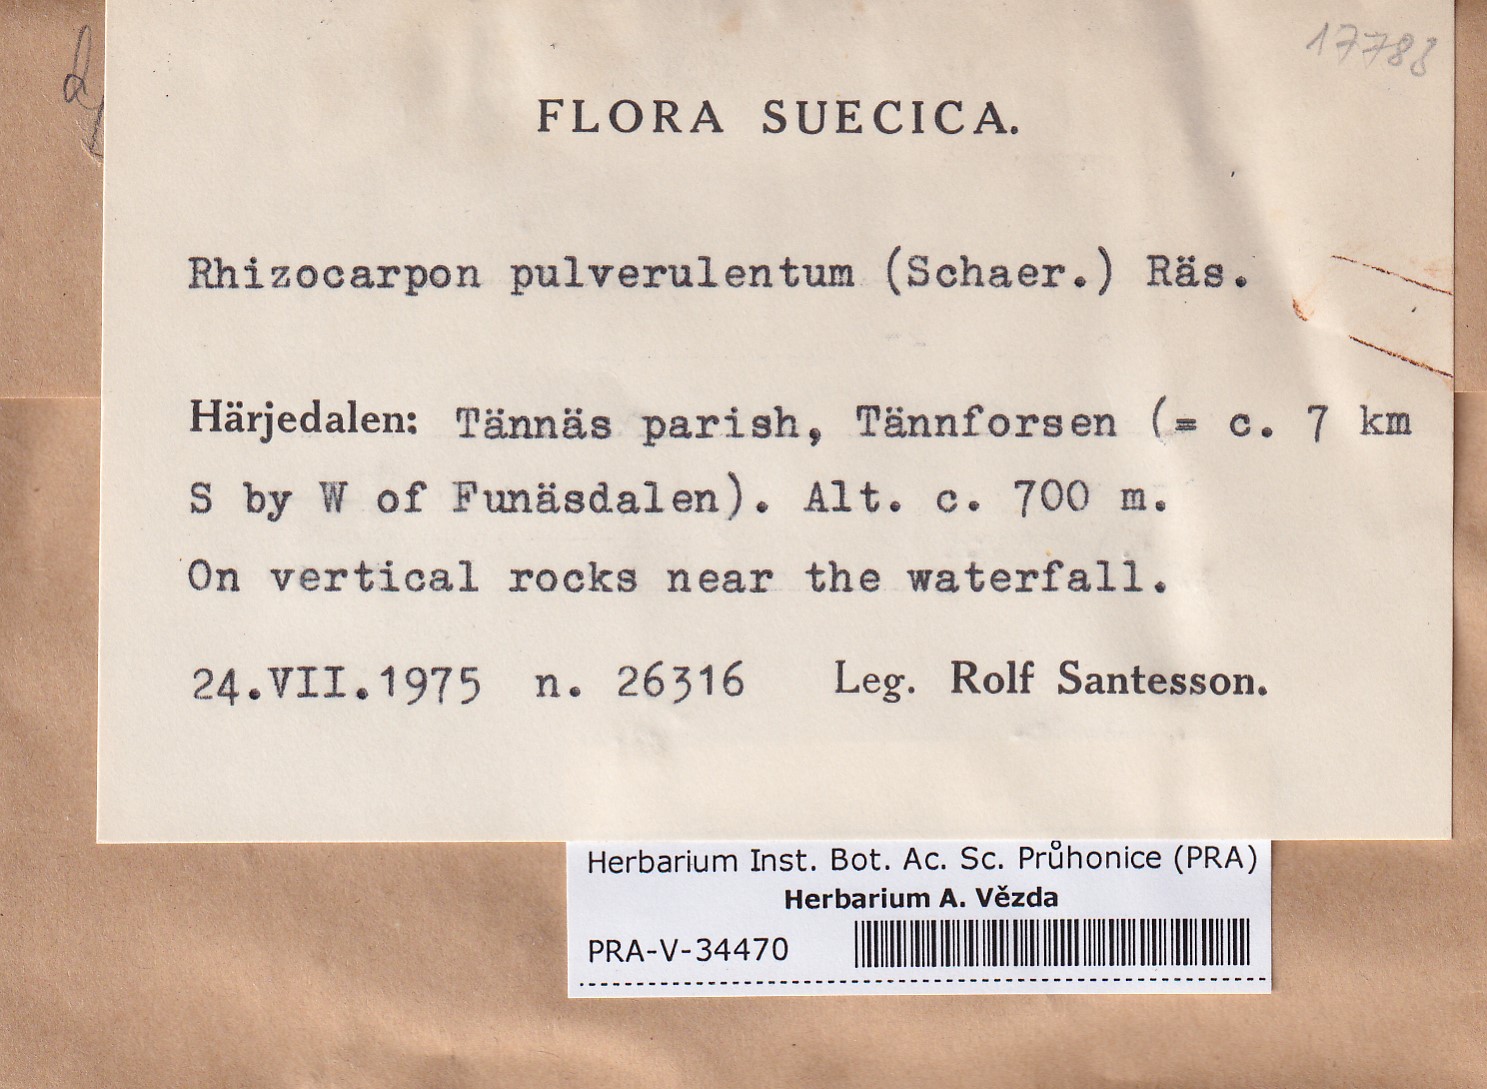 17783
FLORA SUECICA.
Rhizocarpon pulverulentum (Schaer.) Räs.
Härjedalen: Tännäs parish, Tännforsen (= c. 7 km
S by W of Funäsdalen). Alt. c. 700 m.
On vertical rocks near the waterfall.
24.VII.1975 n. 26316 Leg. Rolf Santesson.
Herbarium Inst. Bot. Ac. Sc. Průhonice (PRA)
Herbarium A. Vězda
PRA-V-34470